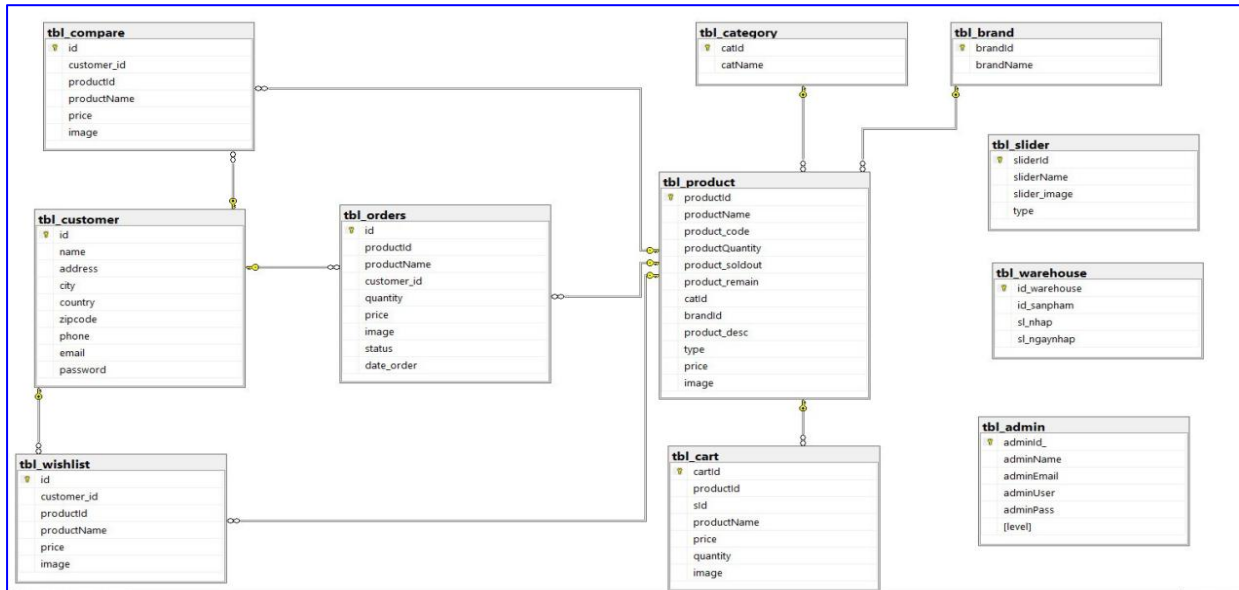 tbl_compare
id
customer_id
productId
productName
price
image
tbl_category
catId
catName
tbl_brand
brandId
brandName
tbl_slider
sliderId
sliderName
slider_image
type
tbl_customer
id
name
address
city
country
zipcode
phone
email
password
tbl_orders
id
productId
productName
customer_id
quantity
price
image
status
date_order
tbl_product
productId
productName
product_code
productQuantity
product_soldout
product_remain
catId
brandId
product_desc
type
price
image
tbl_warehouse
id_warehouse
id_sanpham
sl_nhap
sl_ngaynhap
tbl_wishlist
id
customer_id
productId
productName
price
image
tbl_cart
cartId
productId
sId
productName
price
quantity
image
tbl_admin
adminId_
adminName
adminEmail
adminUser
adminPass
[level]